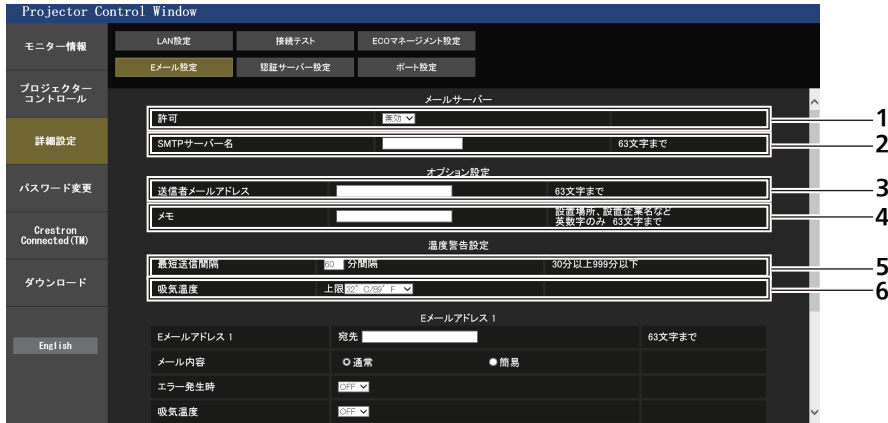 Projector Control Window
モニター情報
プロジェクター
コントロール
詳細設定
パスワード変更
Crestron
Connected(TM)
ダウンロード
English
LAN設定
接続テスト
ECOマネージメント設定
Eメール設定
認証サーバー設定
ポート設定
メールサーバー
許可
無効
1
SMTPサーバー名
63文字まで
2
オプション設定
送信者メールアドレス
63文字まで
3
メモ
設置場所、設置企業名など
英数字のみ 63文字まで
4
温度警告設定
最短送信間隔
60 分間隔
30分以上999分以下
5
吸気温度
上限 32°C/89°F
6
Eメールアドレス 1
Eメールアドレス 1
宛先
63文字まで
メール内容
通常
簡易
エラー発生時
OFF
吸気温度
OFF